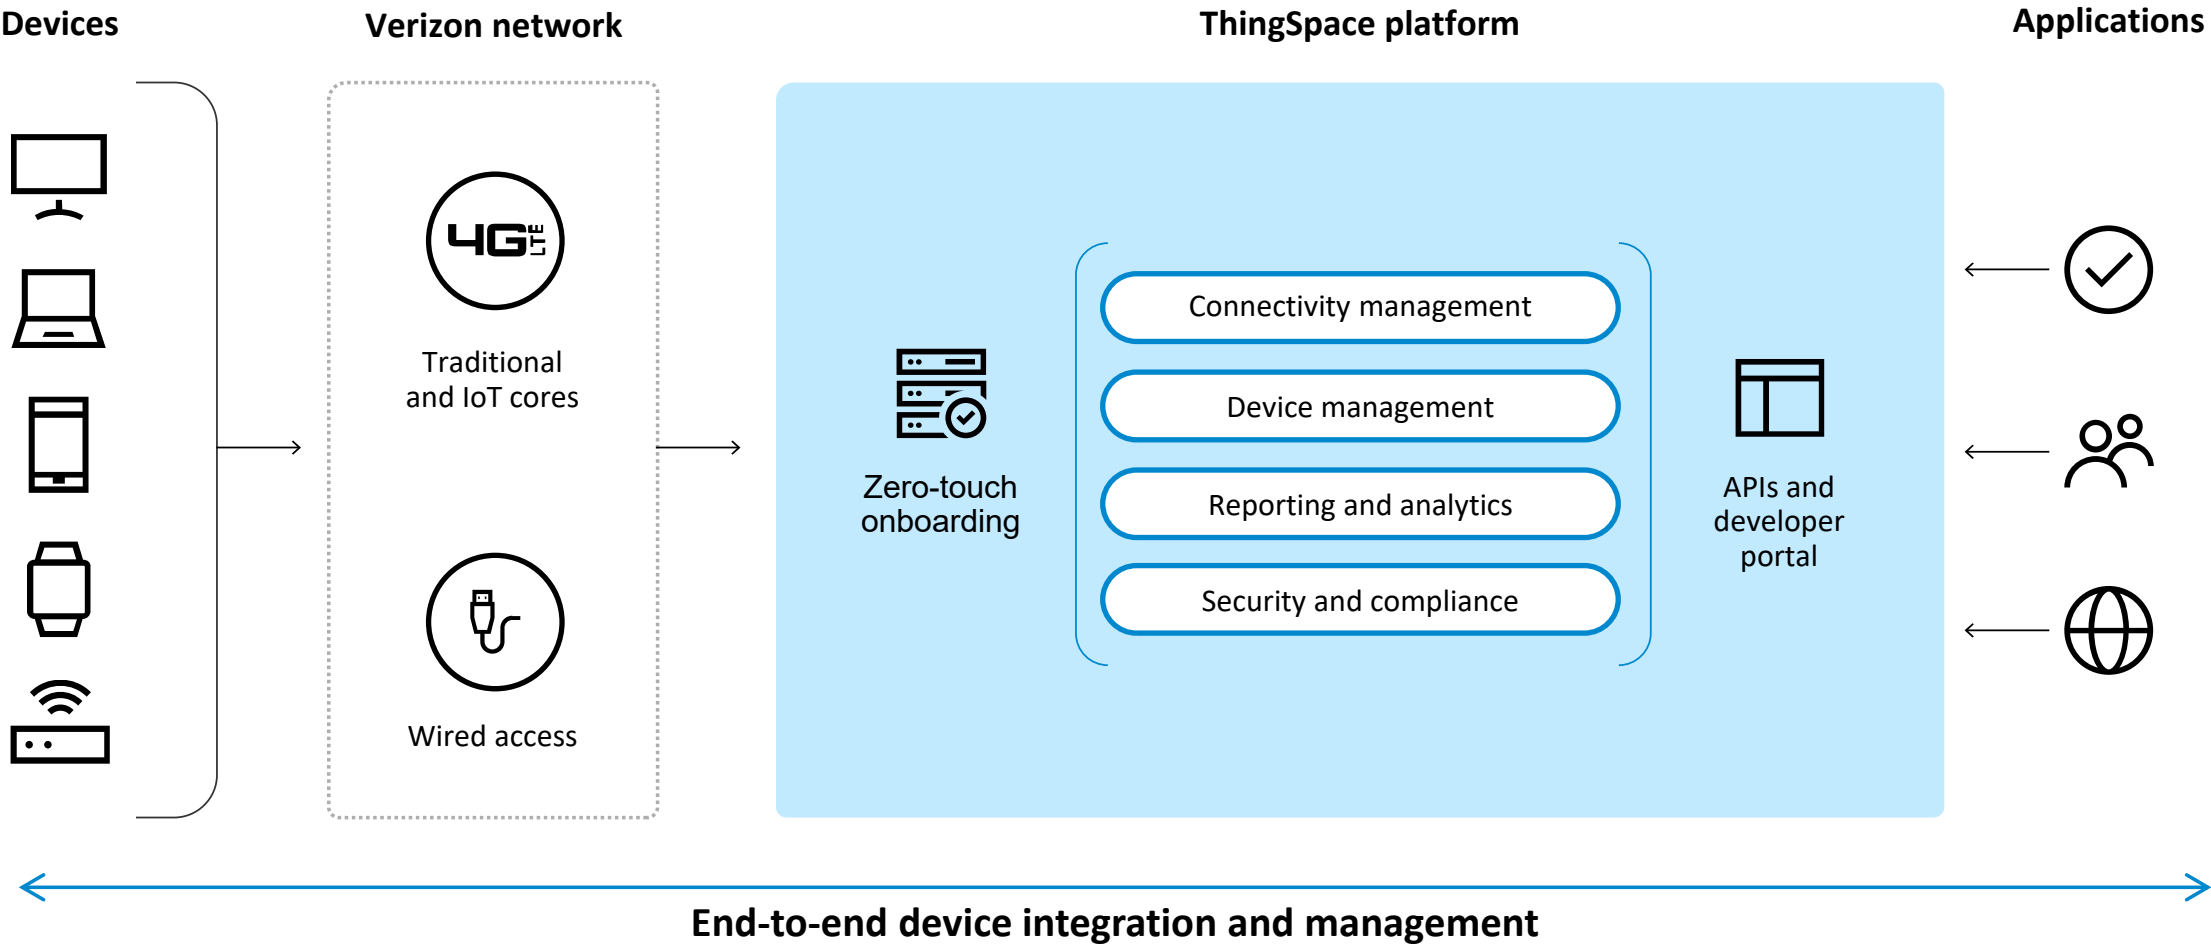 Devices
Verizon network
ThingSpace platform
Applications
4G LTE
Traditional
and IoT cores
Wired access
Zero-touch
onboarding
Connectivity management
Device management
Reporting and analytics
Security and compliance
APIs and
developer
portal
End-to-end device integration and management